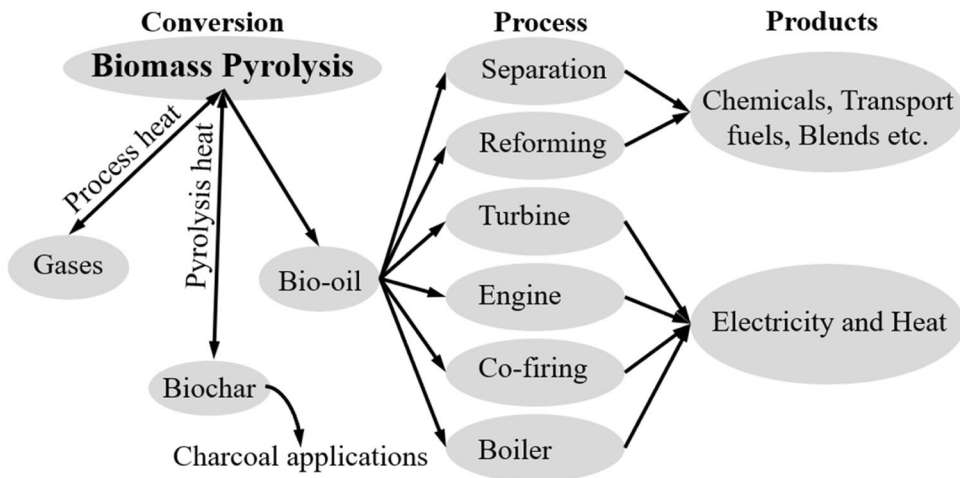 Conversion
Process
Products
Biomass Pyrolysis
Process heat
Pyrolysis heat
Gases
Bio-oil
Biochar
Charcoal applications
Separation
Reforming
Turbine
Engine
Co-firing
Boiler
Chemicals, Transport
fuels, Blends etc.
Electricity and Heat